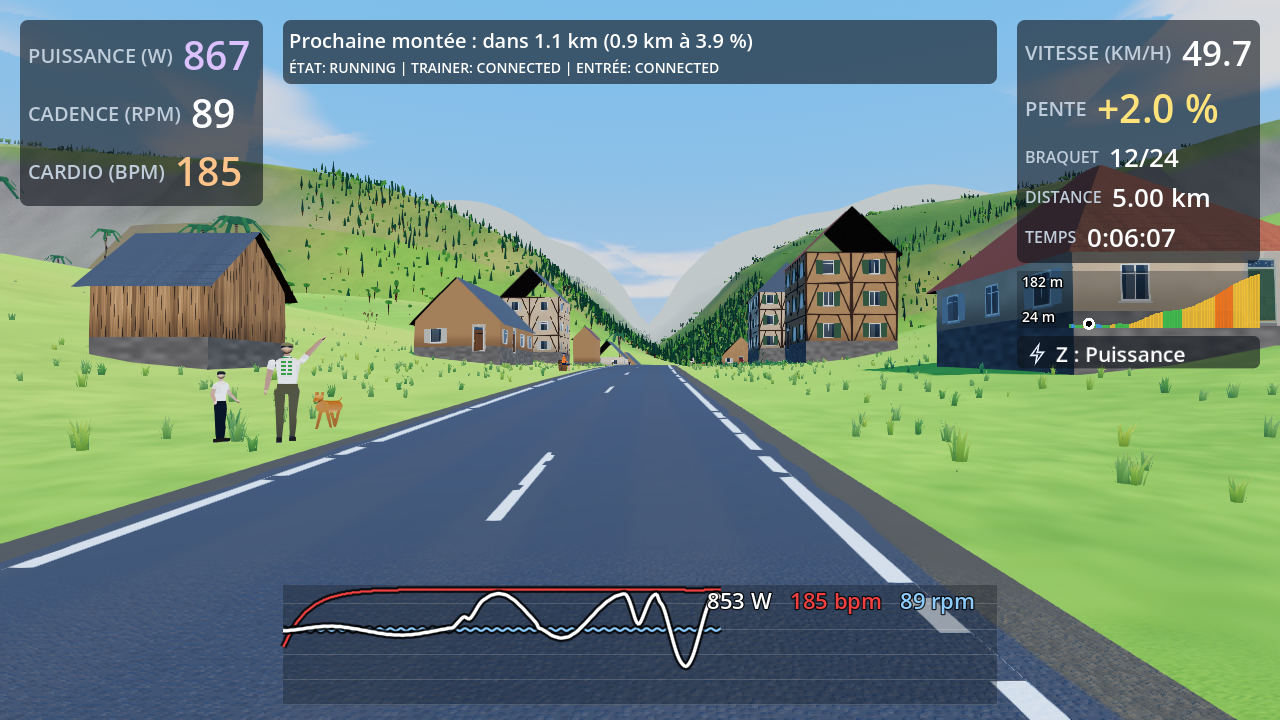 PUISSANCE (W) 867
CADENCE (RPM) 89
CARDIO (BPM) 185
Prochaine montée : dans 1.1 km (0.9 km à 3.9 %)
ÉTAT: RUNNING | TRAINER: CONNECTED | ENTRÉE: CONNECTED
VITESSE (KM/H) 49.7
PENTE +2.0 %
BRAQUET 12/24
DISTANCE 5.00 km
TEMPS 0:06:07
182 m
24 m
Z : Puissance
853 W 185 bpm 89 rpm